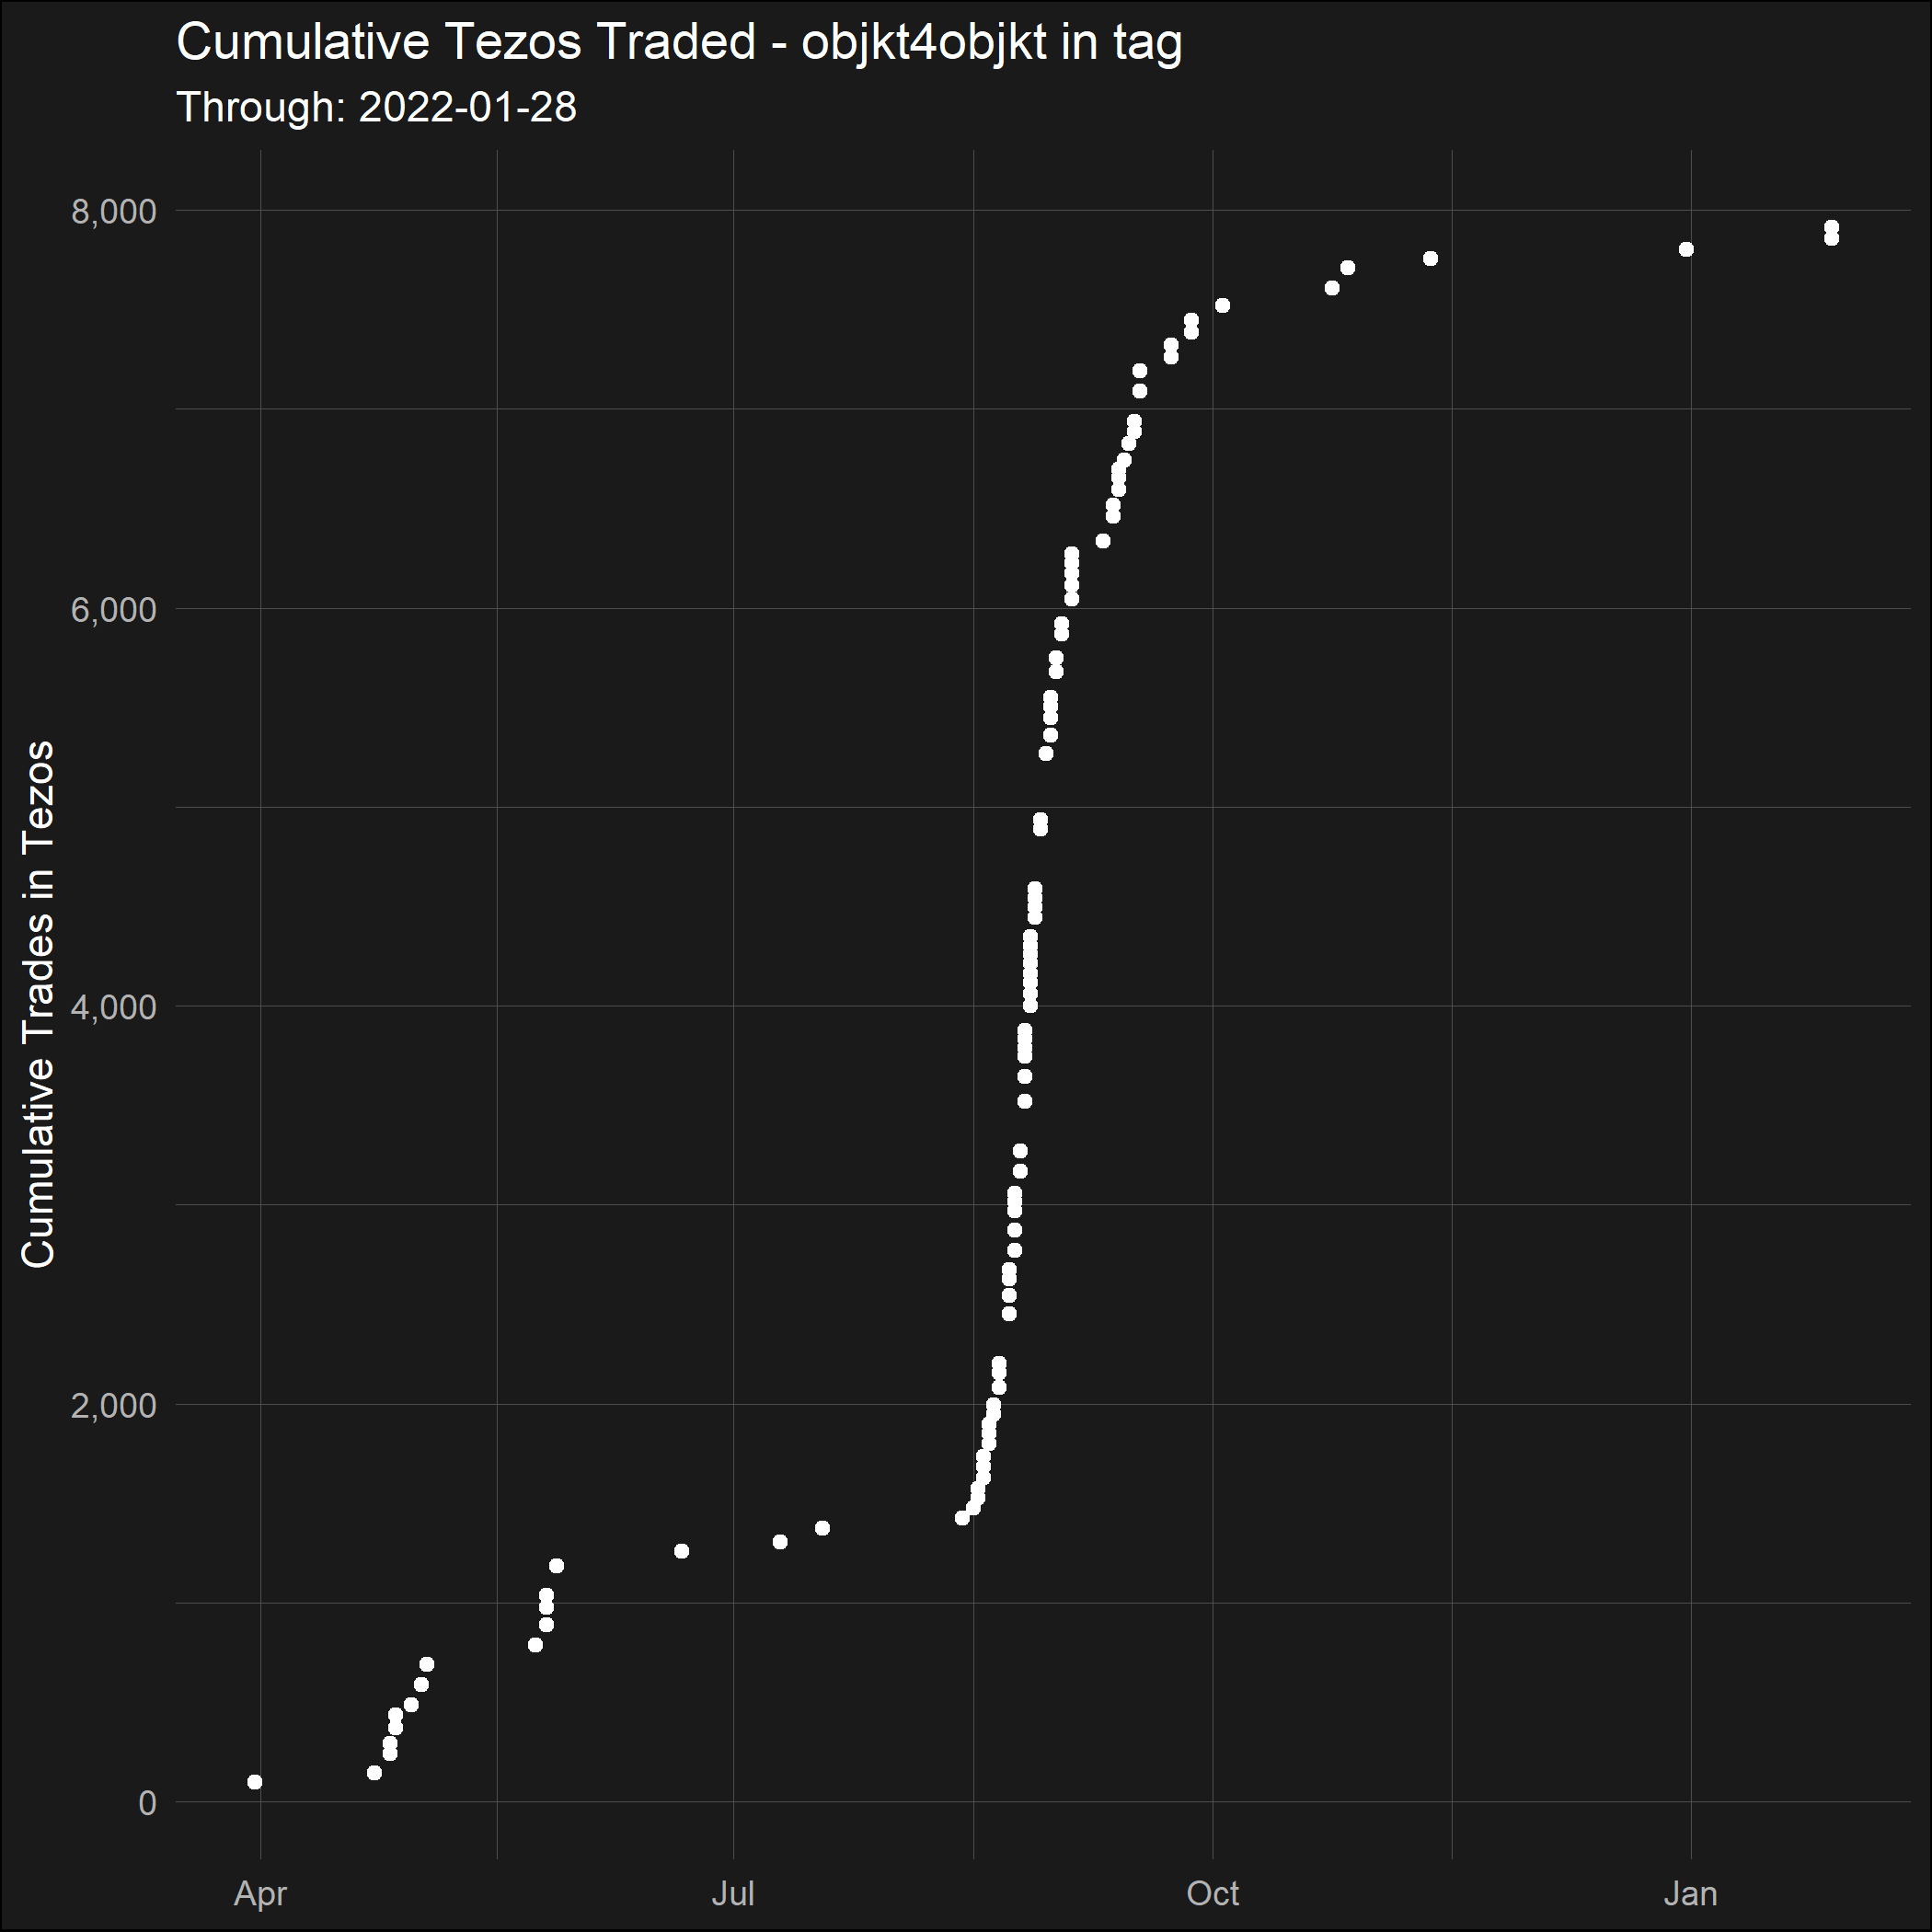 Cumulative Tezos Traded - objkt4objkt in tag
Through: 2022-01-28
Cumulative Trades in Tezos
8,000
6,000
4,000
2,000
0
Apr
Jul
Oct
Jan